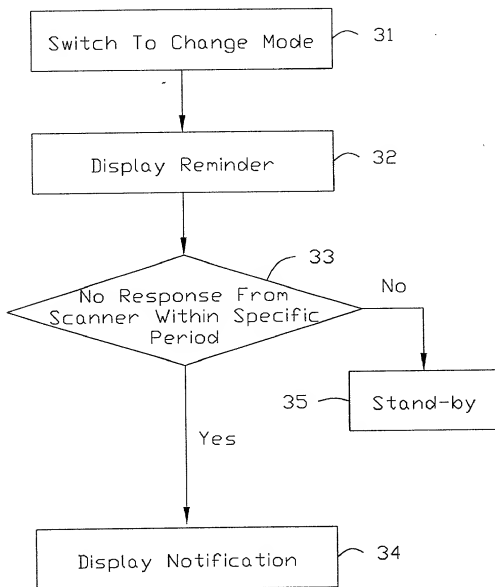 Switch To Change Mode
31
Display Reminder
32
33
No Response From
Scanner Within Specific
Period
No
35
Stand-by
Yes
Display Notification
34